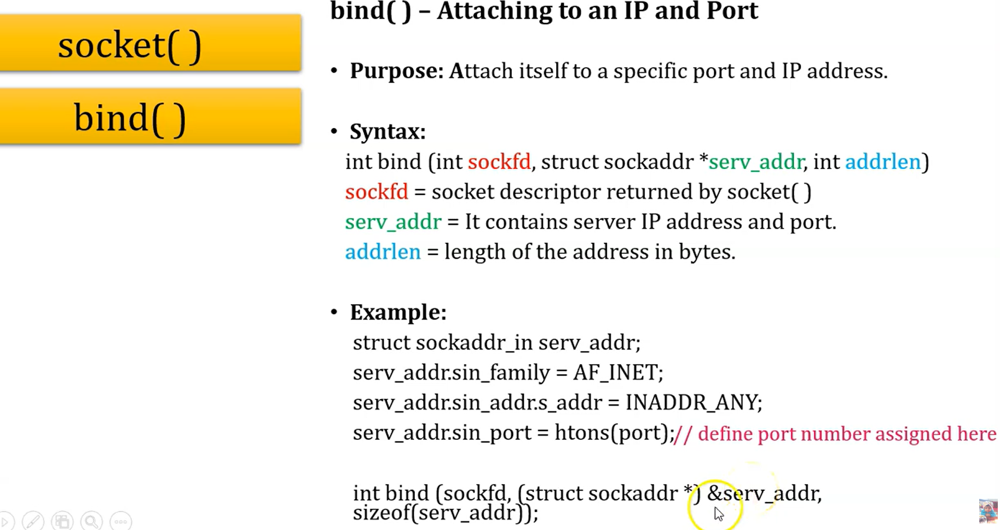 socket( )
bind( )
bind( ) – Attaching to an IP and Port
• Purpose: Attach itself to a specific port and IP address.
• Syntax:
int bind (int sockfd, struct sockaddr *serv_addr, int addrlen)
sockfd = socket descriptor returned by socket( )
serv_addr = It contains server IP address and port.
addrlen = length of the address in bytes.
• Example:
struct sockaddr_in serv_addr;
serv_addr.sin_family = AF_INET;
serv_addr.sin_addr.s_addr = INADDR_ANY;
serv_addr.sin_port = htons(port);// define port number assigned here
int bind (sockfd, (struct sockaddr *) &serv_addr,
sizeof(serv_addr));